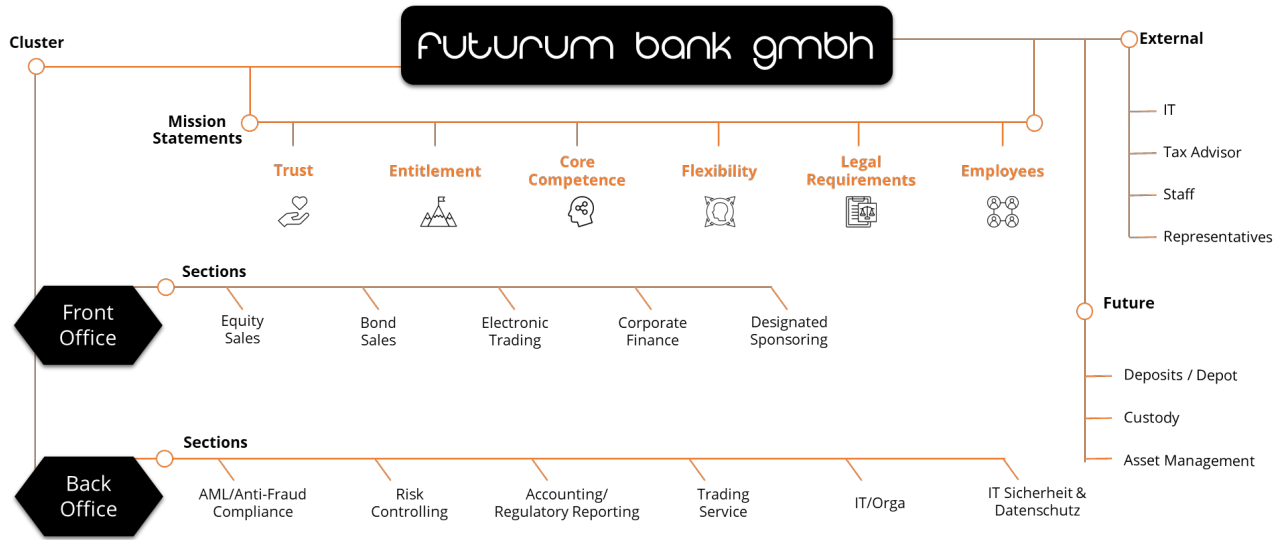 futurum bank gmbh
Cluster
External
Mission
Statements
Trust
Entitlement
Core
Competence
Flexibility
Legal
Requirements
Employees
IT
Tax Advisor
Staff
Representatives
Sections
Front
Office
Equity
Sales
Bond
Sales
Electronic
Trading
Corporate
Finance
Designated
Sponsoring
Future
Deposits / Depot
Custody
Asset Management
Sections
Back
Office
AML/Anti-Fraud
Compliance
Risk
Controlling
Accounting/
Regulatory Reporting
Trading
Service
IT/Orga
IT Sicherheit &
Datenschutz